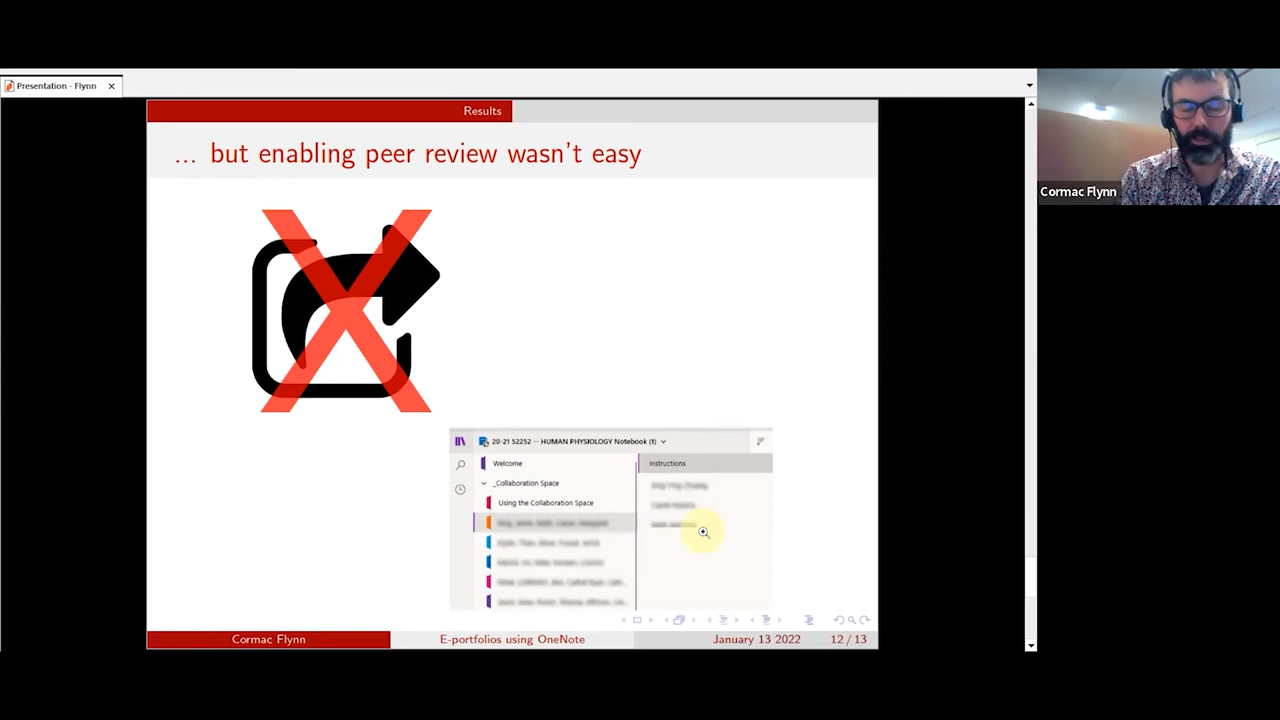 Presentation - Flynn
Results
... but enabling peer review wasn't easy
Cormac Flynn
20-21 52252 -- HUMAN PHYSIOLOGY Notebook (1)
Welcome
Instructions
_Collaboration Space
Using the Collaboration Space
Cormac Flynn
E-portfolios using OneNote
January 13 2022
12 / 13